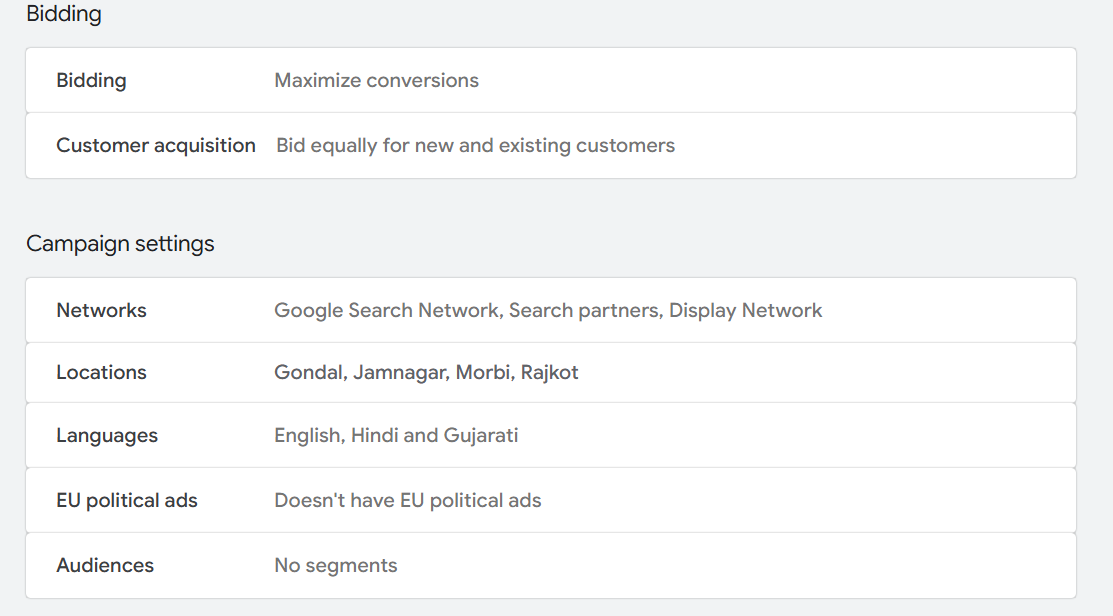 Bidding
Bidding Maximize conversions
Customer acquisition Bid equally for new and existing customers
Campaign settings
Networks Google Search Network, Search partners, Display Network
Locations Gondal, Jamnagar, Morbi, Rajkot
Languages English, Hindi and Gujarati
EU political ads Doesn't have EU political ads
Audiences No segments